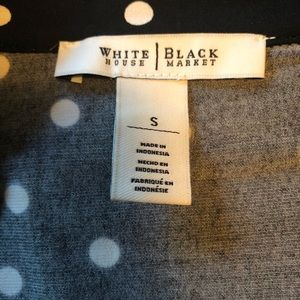 WHITE | BLACK
HOUSE | MARKET
S
MADE IN
INDONESIA
HECHO EN
INDONESIA
FABRIQUÉ EN
INDONÉSIE